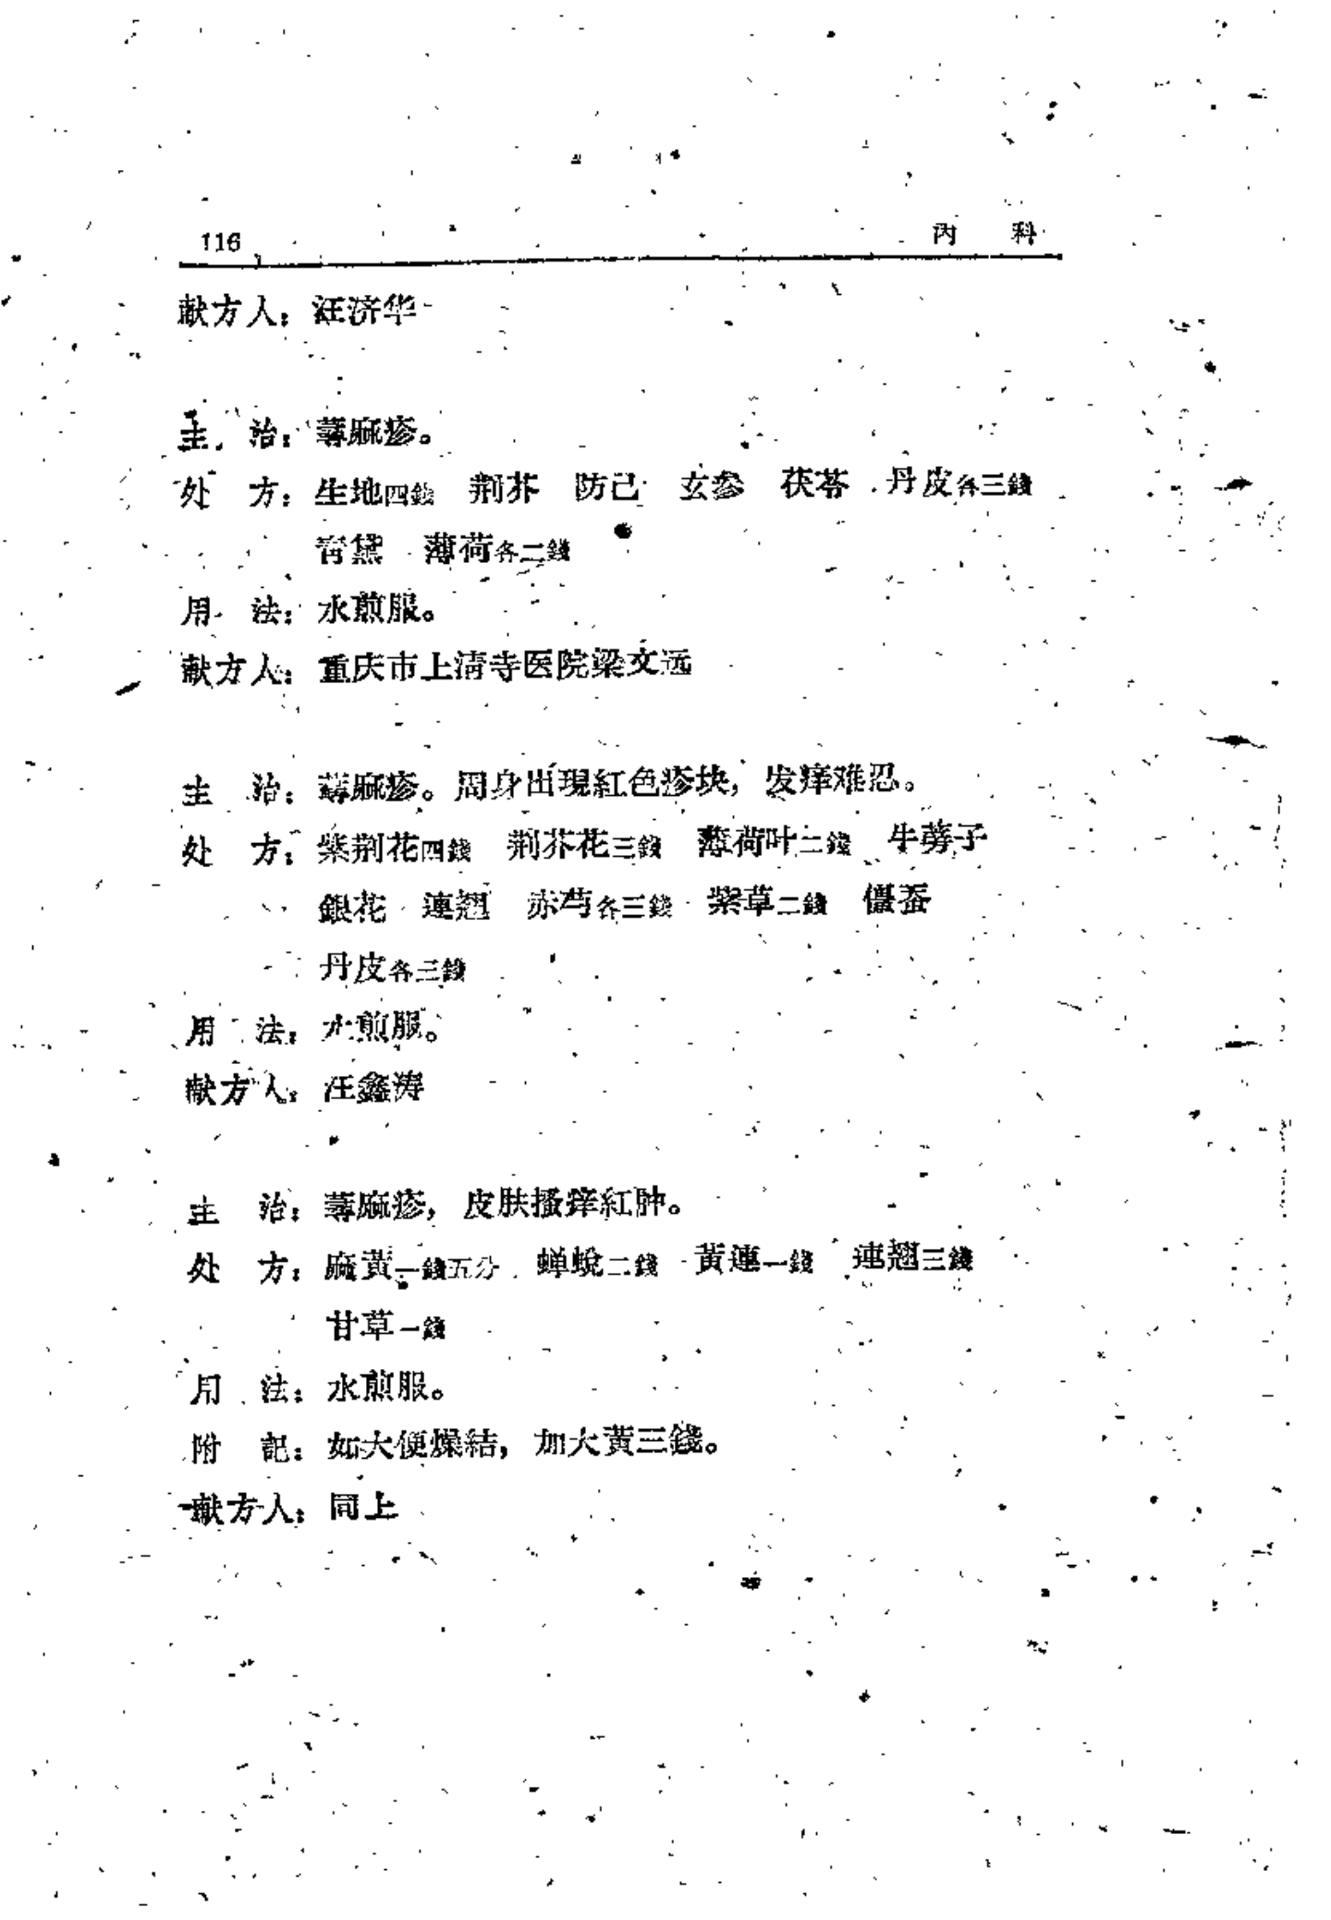 116 內 科
献方人：汪济华
主 治：蕁麻疹。
处 方：生地四錢 荆芥 防己 玄参 茯苓 丹皮各三錢
青黛 薄荷各二錢
用 法：水煎服。
献方人：重庆市上清寺医院梁文远
主 治：蕁麻疹。周身出現紅色疹块，发痒难忍。
处 方：紫荆花四錢 荆芥花三錢 薄荷叶二錢 牛蒡子
銀花 連翘 赤芍各三錢 紫草二錢 僵蚕
丹皮各三錢
用 法：水煎服。
献方人：汪鑫涛
主 治：蕁麻疹，皮肤搔痒紅肿。
处 方：麻黃一錢五分 蝉蛻二錢 黃連一錢 連翘三錢
甘草一錢
用 法：水煎服。
附 記：如大便燥結，加大黃三錢。
献方人：同上